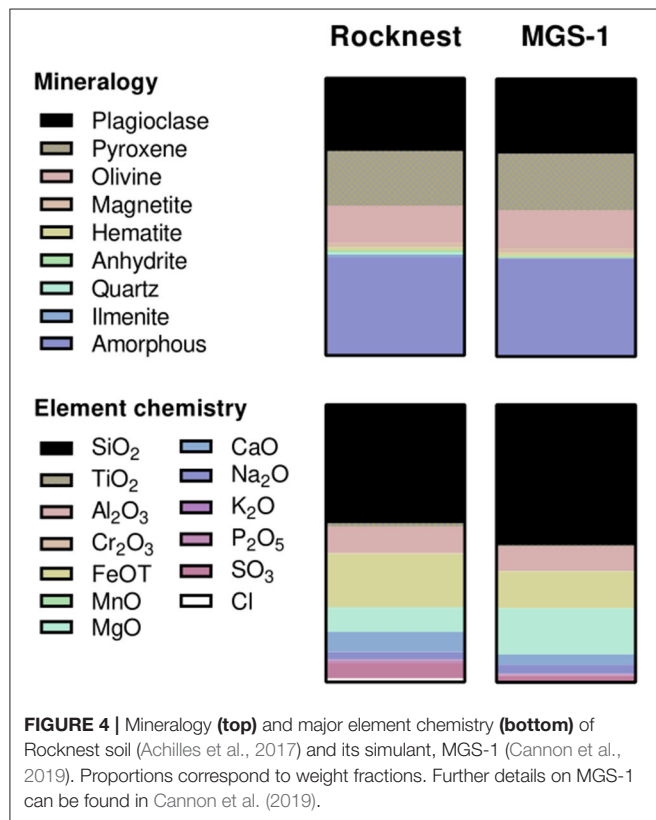 Rocknest MGS-1
Mineralogy
Plagioclase
Pyroxene
Olivine
Magnetite
Hematite
Anhydrite
Quartz
Ilmenite
Amorphous
Element chemistry
SiO₂ CaO
TiO₂ Na₂O
Al₂O₃ K₂O
Cr₂O₃ P₂O₅
FeOT SO₃
MnO Cl
MgO
FIGURE 4 | Mineralogy (top) and major element chemistry (bottom) of
Rocknest soil (Achilles et al., 2017) and its simulant, MGS-1 (Cannon et al.,
2019). Proportions correspond to weight fractions. Further details on MGS-1
can be found in Cannon et al. (2019).